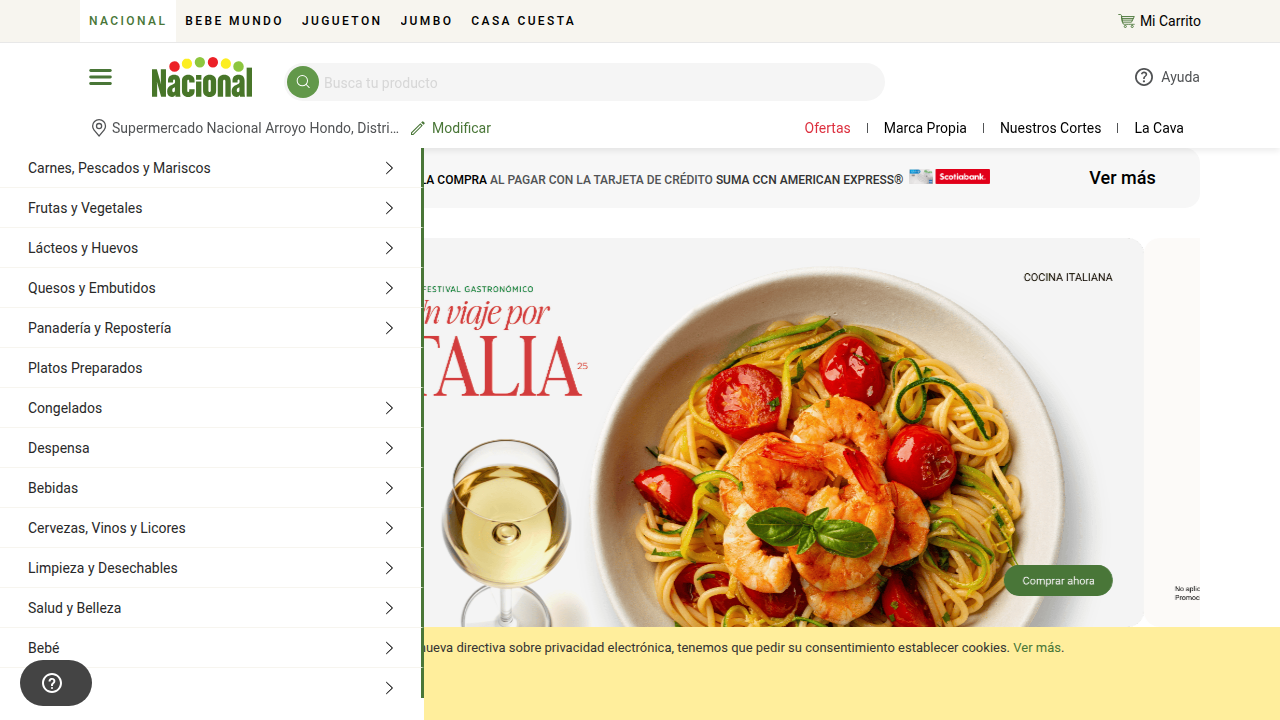 NACIONAL BEBE MUNDO JUGUETON JUMBO CASA CUESTA Mi Carrito
Nacional Busca tu producto Ayuda
Supermercado Nacional Arroyo Hondo, Distri... Modificar Ofertas Marca Propia Nuestros Cortes La Cava
Carnes, Pescados y Mariscos
LA COMPRA AL PAGAR CON LA TARJETA DE CRÉDITO SUMA CCN AMERICAN EXPRESS® Scotiabank. Ver más
Frutas y Vegetales
Lácteos y Huevos
Quesos y Embutidos
Panadería y Repostería
Platos Preparados
Congelados
Despensa
Bebidas
Cervezas, Vinos y Licores
Limpieza y Desechables
Salud y Belleza
Bebé
COCINA ITALIANA
FESTIVAL GASTRONÓMICO
Un viaje por
TALIA 25
Comprar ahora
No aplic
Promoc
nueva directiva sobre privacidad electrónica, tenemos que pedir su consentimiento establecer cookies. Ver más.